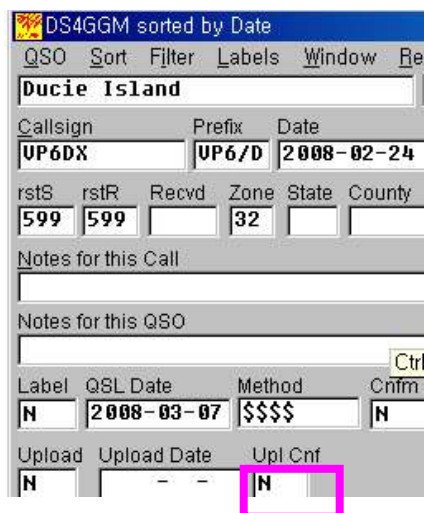 DS4GGM sorted by Date
QSO Sort Filter Labels Window Re
Ducie Island
Callsign Prefix Date
VP6DX VP6/D 2008-02-24
rstS rstR Recvd Zone State County
599 599 32
Notes for this Call
Notes for this QSO
Ctrl
Label QSL Date Method Cnfm
N 2008-03-07 $$$$ N
Upload Upload Date Upl Cnf
N - - N